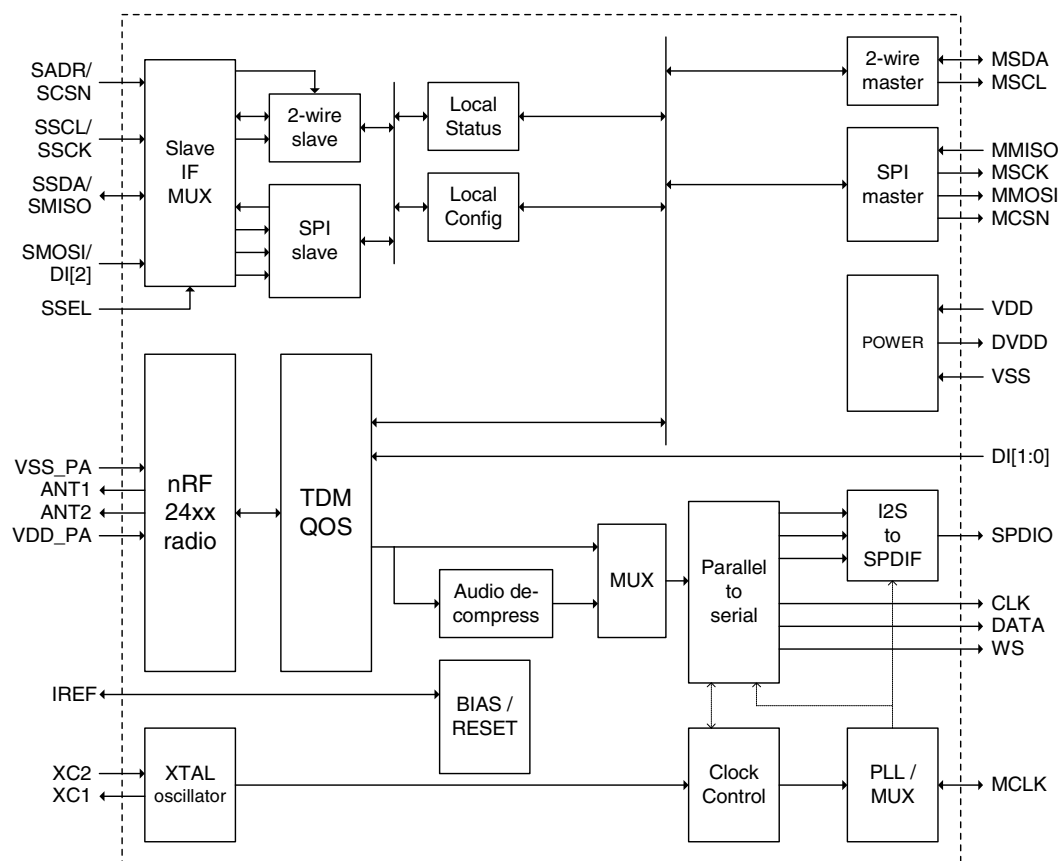 SADR/
SCSN
SSCL/
SSCK
SSDA/
SMISO
SMOSI/
DI[2]
SSEL
Slave
IF
MUX
2-wire
slave
SPI
slave
Local
Status
Local
Config
2-wire
master
MSDA
MSCL
SPI
master
MMISO
MSCK
MMOSI
MCSN
POWER
VDD
DVDD
VSS
VSS_PA
ANT1
ANT2
VDD_PA
nRF
24xx
radio
TDM
QOS
DI[1:0]
Audio de-
compress
MUX
Parallel
to
serial
I2S
to
SPDIF
SPDIO
CLK
DATA
WS
IREF
BIAS /
RESET
XC2
XC1
XTAL
oscillator
Clock
Control
PLL /
MUX
MCLK